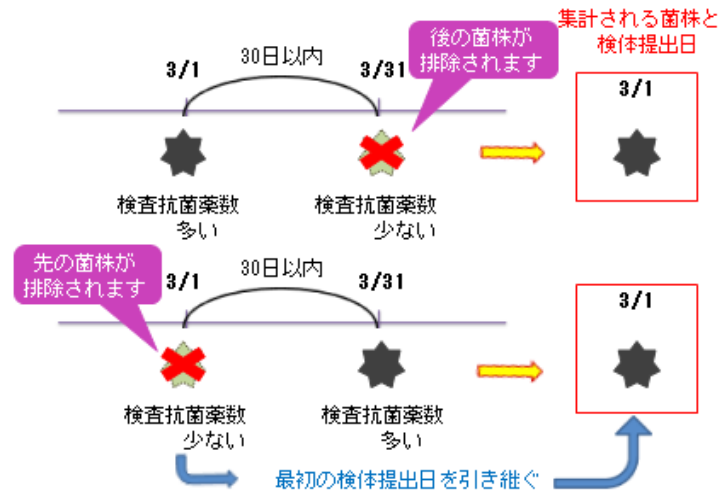 集計される菌株と
検体提出日
後の菌株が
排除されます
3/1
30日以内
3/31
3/1
検査抗菌薬数
多い
検査抗菌薬数
少ない
先の菌株が
排除されます
3/1
30日以内
3/31
3/1
検査抗菌薬数
少ない
検査抗菌薬数
多い
最初の検体提出日を引き継ぐ